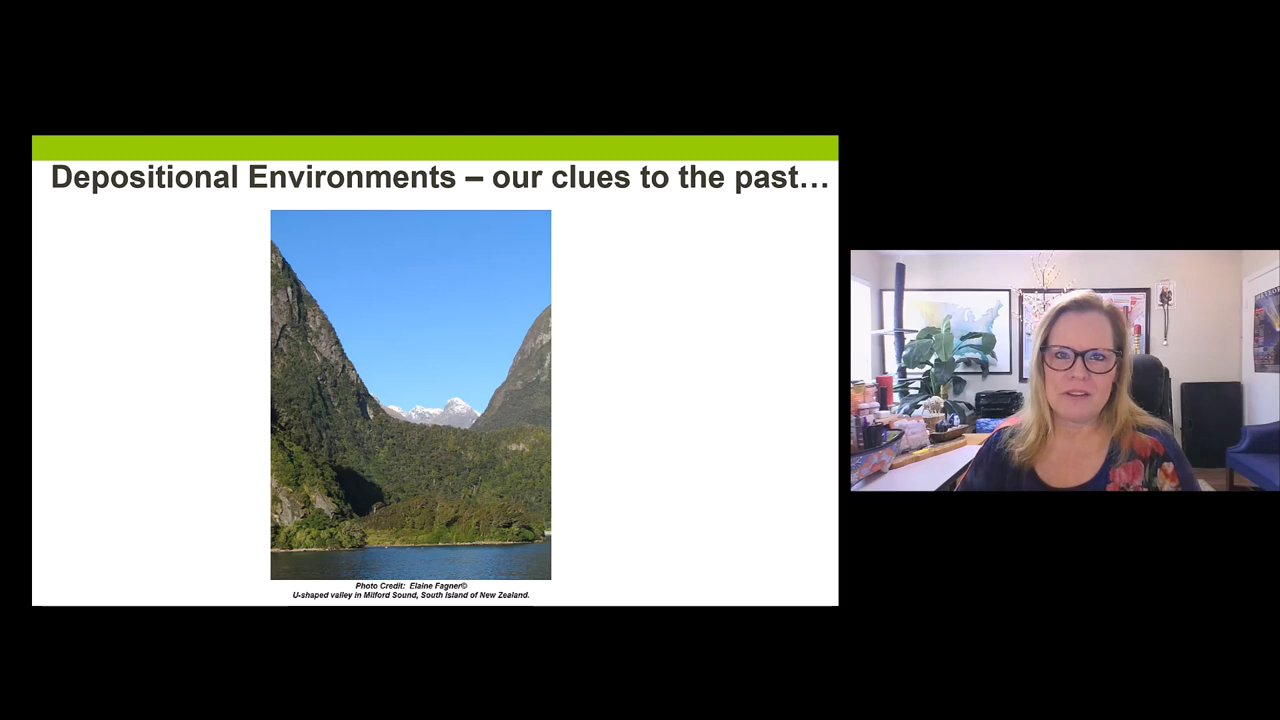 Depositional Environments – our clues to the past…
Photo Credit:  Elaine Fagner©
U-shaped valley in Milford Sound, South Island of New Zealand.